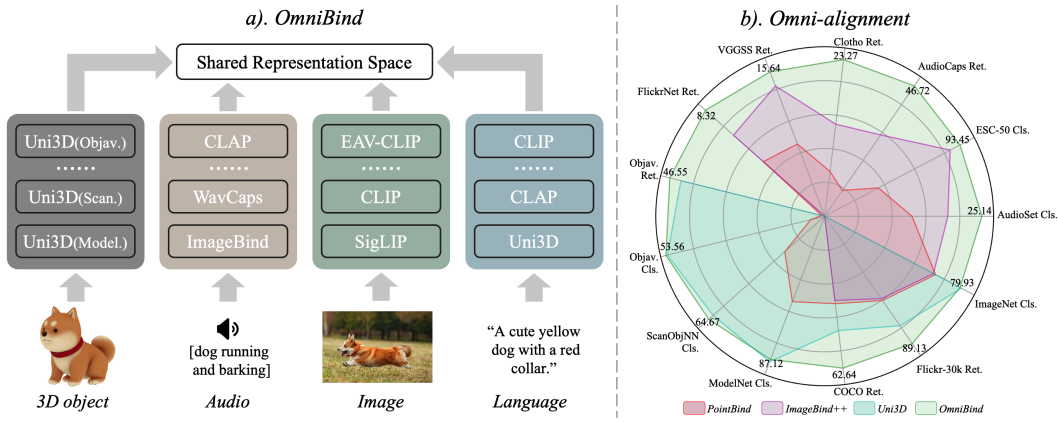 a). OmniBind
Shared Representation Space
Uni3D(Objav.)
......
Uni3D(Scan.)
Uni3D(Model.)
CLAP
......
WavCaps
ImageBind
EAV-CLIP
......
CLIP
SigLIP
CLIP
......
CLAP
Uni3D
[dog running
and barking]
“A cute yellow
dog with a red
collar.”
3D object
Audio
Image
Language
b). Omni-alignment
Clotho Ret.
23.27
AudioCaps Ret.
46.72
ESC-50 Cls.
93.45
AudioSet Cls.
25.14
ImageNet Cls.
79.93
Flickr-30k Ret.
89.13
COCO Ret.
62.64
ModelNet Cls.
87.12
ScanObjNN
Cls.
64.67
Objav.
Cls.
53.56
Objav.
Ret.
46.55
FlickrNet Ret.
8.32
VGGSS Ret.
15.64
PointBind
ImageBind++
Uni3D
OmniBind